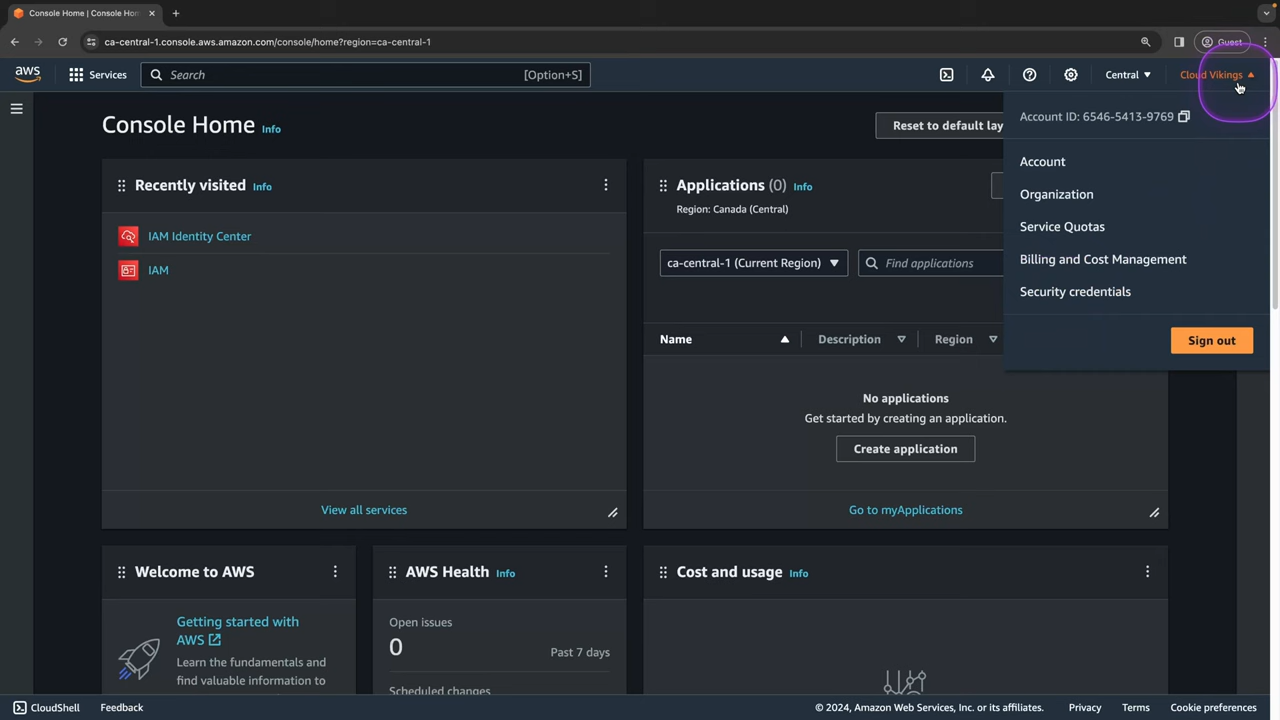 Console Home | Console Hom
ca-central-1.console.aws.amazon.com/console/home?region=ca-central-1
Guest
aws
Services
Search
[Option+S]
Central
Cloud Vikings
Console Home Info
Reset to default lay
Account ID: 6546-5413-9769
Account
Organization
Service Quotas
Billing and Cost Management
Security credentials
Sign out
Recently visited Info
IAM Identity Center
IAM
View all services
Applications (0) Info
Region: Canada (Central)
ca-central-1 (Current Region)
Find applications
Name
Description
Region
No applications
Get started by creating an application.
Create application
Go to myApplications
Welcome to AWS
Getting started with
AWS
Learn the fundamentals and
find valuable information to
AWS Health Info
Open issues
0
Past 7 days
Scheduled changes
Cost and usage Info
CloudShell
Feedback
© 2024, Amazon Web Services, Inc. or its affiliates.
Privacy
Terms
Cookie preferences